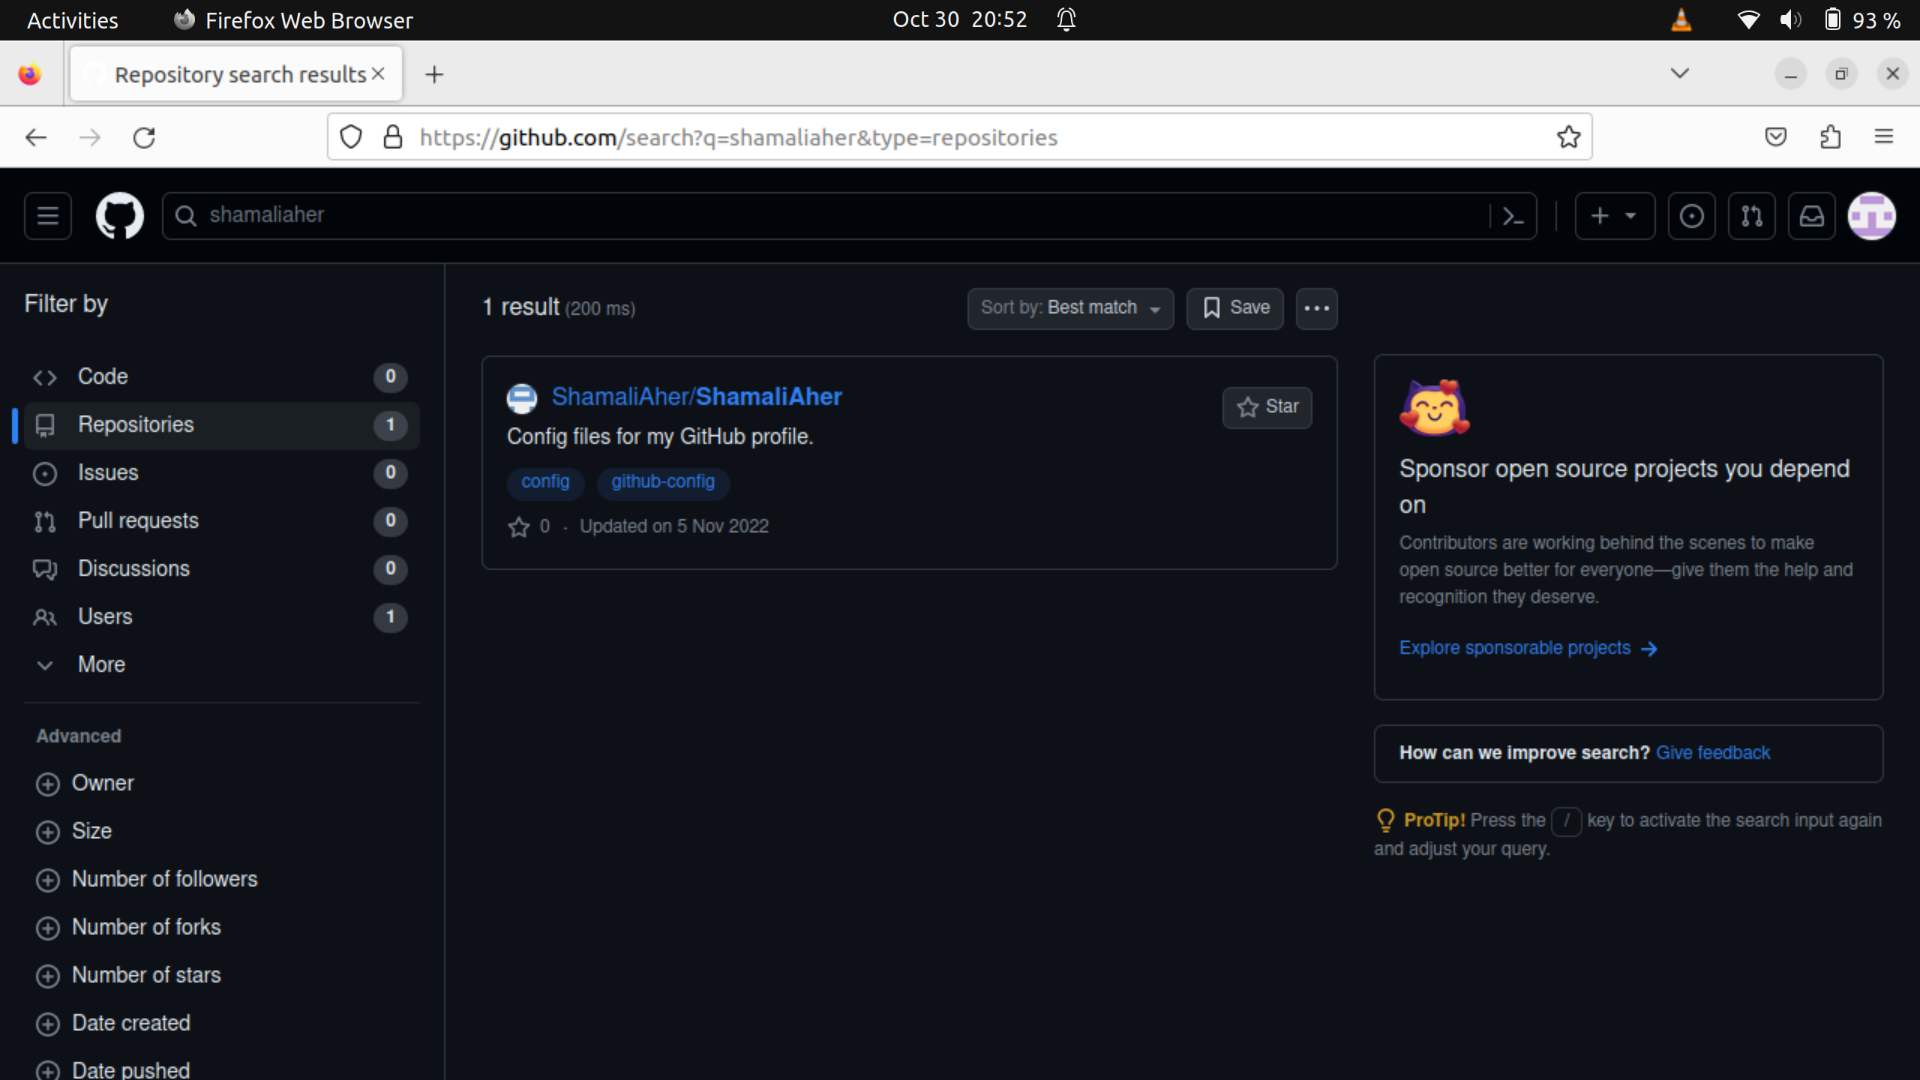 Activities Firefox Web Browser Oct 30 20:52 93 %
Repository search results
https://github.com/search?q=shamaliaher&type=repositories
shamaliaher
Filter by
Code 0
Repositories 1
Issues 0
Pull requests 0
Discussions 0
Users 1
More
Advanced
Owner
Size
Number of followers
Number of forks
Number of stars
Date created
Date pushed
1 result (200 ms)
Sort by: Best match
Save
ShamaliAher/ShamaliAher
Star
Config files for my GitHub profile.
config github-config
0 · Updated on 5 Nov 2022
Sponsor open source projects you depend
on
Contributors are working behind the scenes to make
open source better for everyone—give them the help and
recognition they deserve.
Explore sponsorable projects
How can we improve search? Give feedback
ProTip! Press the / key to activate the search input again
and adjust your query.